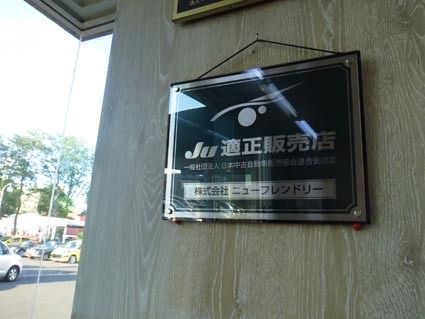 JU 適正販売店
一般社団法人 日本中古自動車販売協会連合会認定
株式会社 ニューフレンドリー